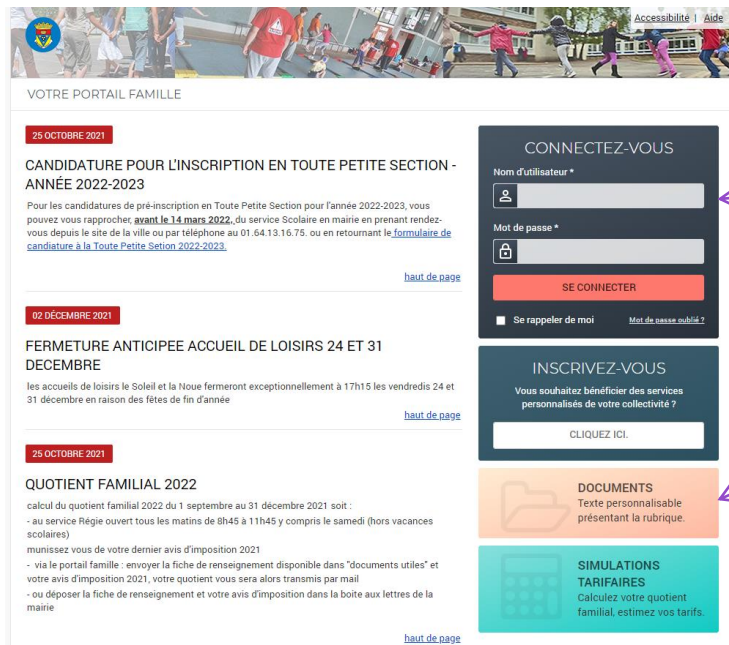 Accessibilité | Aide
VOTRE PORTAIL FAMILLE
25 OCTOBRE 2021
CANDIDATURE POUR L'INSCRIPTION EN TOUTE PETITE SECTION -
ANNÉE 2022-2023
Pour les candidatures de pré-inscription en Toute Petite Section pour l'année 2022-2023, vous
pouvez vous rapprocher, avant le 14 mars 2022, du service Scolaire en mairie en prenant rendez-
vous depuis le site de la ville ou par téléphone au 01.64.13.16.75. ou en retournant le formulaire de
candiature à la Toute Petite Setion 2022-2023.
haut de page
02 DÉCEMBRE 2021
FERMETURE ANTICIPEE ACCUEIL DE LOISIRS 24 ET 31
DECEMBRE
les accueils de loisirs le Soleil et la Noue fermeront exceptionnellement à 17h15 les vendredis 24 et
31 décembre en raison des fêtes de fin d'année
haut de page
25 OCTOBRE 2021
QUOTIENT FAMILIAL 2022
calcul du quotient familial 2022 du 1 septembre au 31 décembre 2021 soit :
- au service Régie ouvert tous les matins de 8h45 à 11h45 y compris le samedi (hors vacances
scolaires)
munissez vous de votre dernier avis d'imposition 2021
- via le portail famille : envoyer la fiche de renseignement disponible dans "documents utiles" et
votre avis d'imposition 2021, votre quotient vous sera alors transmis par mail
- ou déposer la fiche de renseignement et votre avis d'imposition dans la boite aux lettres de la
mairie
haut de page
CONNECTEZ-VOUS
Nom d'utilisateur *
Mot de passe *
SE CONNECTER
Se rappeler de moi
Mot de passe oublié ?
INSCRIVEZ-VOUS
Vous souhaitez bénéficier des services
personnalisés de votre collectivité ?
CLIQUEZ ICI.
DOCUMENTS
Texte personnalisable
présentant la rubrique.
SIMULATIONS
TARIFAIRES
Calculez votre quotient
familial, estimez vos tarifs.